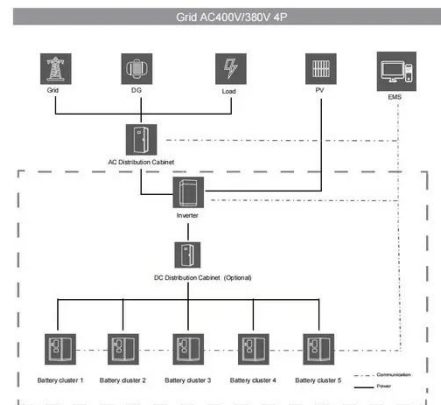 Grid AC400V/380V 4P
Grid
DG
Load
PV
EMS
AC Distribution Cabinet
Inverter
DC Distribution Cabinet (Optional)
Battery cluster 1
Battery cluster 2
Battery cluster 3
Battery cluster 4
Battery cluster 5
Communication
Power